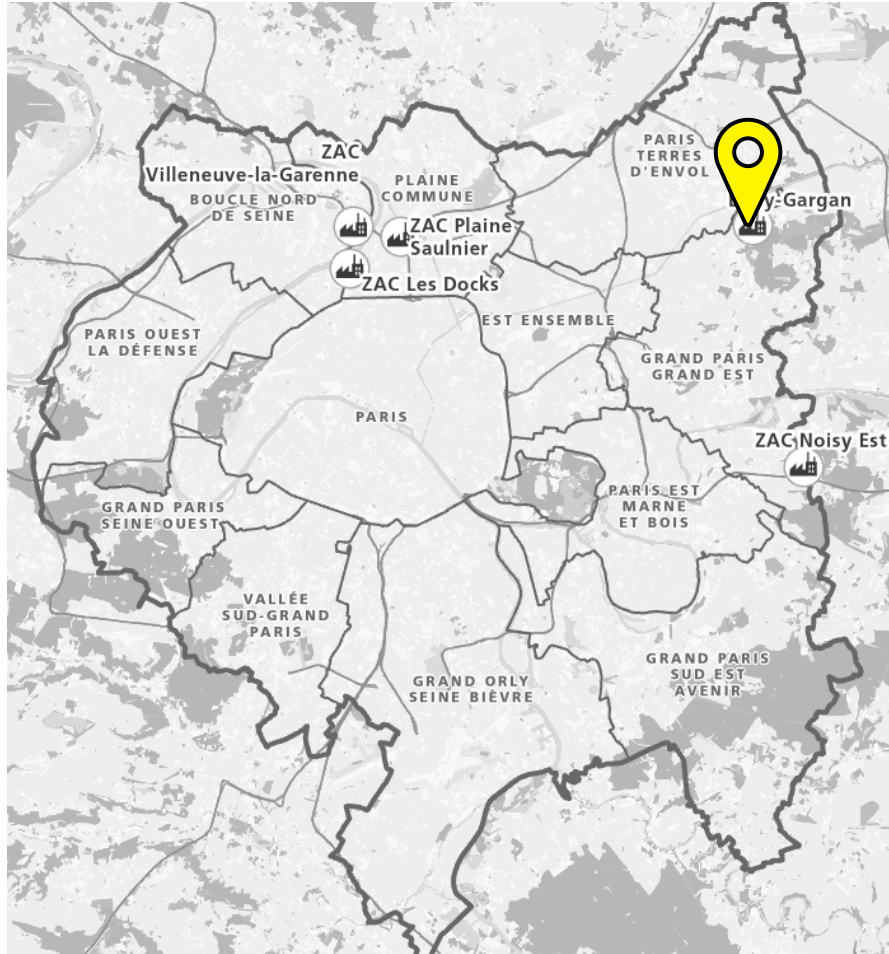 ZAC
Villeneuve-la-Garenne
BOUCLE NORD
DE SEINE
PLAINE
COMMUNE
PARIS
TERRES
D'ENVOL
-Gargan
ZAC Plaine
Saulnier
ZAC Les Docks
EST ENSEMBLE
PARIS OUEST
LA DÉFENSE
GRAND PARIS
GRAND EST
PARIS
ZAC Noisy Est
GRAND PARIS
SEINE OUEST
PARIS EST
MARNE
ET BOIS
VALLÉE
SUD-GRAND
PARIS
GRAND ORLY
SEINE BIÈVRE
GRAND PARIS
SUD EST
AVENIR